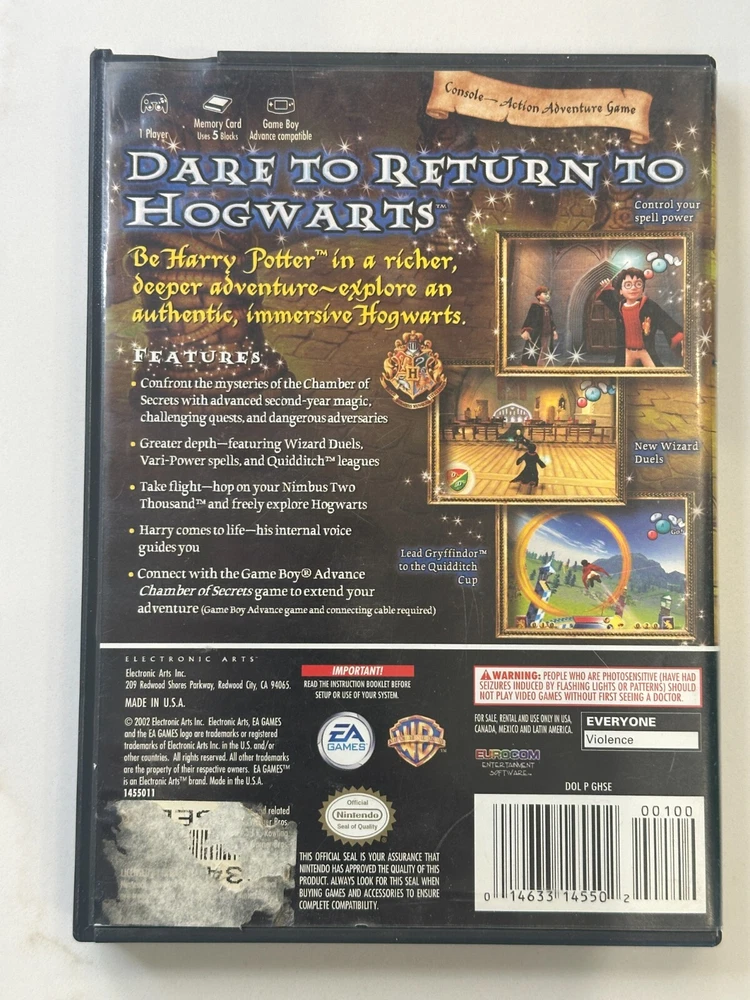 Console—Action Adventure Game
1 Player
Memory Card
Uses 5 Blocks
Game Boy
Advance compatible
DARE TO RETURN TO
HOGWARTS™
Control your
spell power
Be Harry Potter™ in a richer,
deeper adventure~explore an
authentic, immersive Hogwarts.
FEATURES
• Confront the mysteries of the Chamber of
Secrets with advanced second-year magic,
challenging quests, and dangerous adversaries
• Greater depth—featuring Wizard Duels,
Vari-Power spells, and Quidditch™ leagues
• Take flight—hop on your Nimbus Two
Thousand™ and freely explore Hogwarts
• Harry comes to life—his internal voice
guides you
• Connect with the Game Boy® Advance
Chamber of Secrets game to extend your
adventure (Game Boy Advance game and connecting cable required)
New Wizard
Duels
Lead Gryffindor™
to the Quidditch
Cup
ELECTRONIC ARTS™
Electronic Arts Inc.
209 Redwood Shores Parkway, Redwood City, CA 94065.
MADE IN U.S.A.
© 2002 Electronic Arts Inc. Electronic Arts, EA GAMES
and the EA GAMES logo are trademarks or registered
trademarks of Electronic Arts Inc. in the U.S. and/or
other countries. All rights reserved. All other trademarks
are the property of their respective owners. EA GAMES™
is an Electronic Arts™ brand. Made in the U.S.A.
1455011
d related
IMPORTANT!
READ THE INSTRUCTION BOOKLET BEFORE
SETUP OR USE OF YOUR SYSTEM.
EA
GAMES™
WB
Official
Nintendo
Seal of Quality
THIS OFFICIAL SEAL IS YOUR ASSURANCE THAT
NINTENDO HAS APPROVED THE QUALITY OF THIS
PRODUCT. ALWAYS LOOK FOR THIS SEAL WHEN
BUYING GAMES AND ACCESSORIES TO ENSURE
COMPLETE COMPATIBILITY.
WARNING: PEOPLE WHO ARE PHOTOSENSITIVE (HAVE HAD
SEIZURES INDUCED BY FLASHING LIGHTS OR PATTERNS) SHOULD
NOT PLAY VIDEO GAMES WITHOUT FIRST SEEING A DOCTOR.
FOR SALE, RENTAL AND USE ONLY IN USA,
CANADA, MEXICO AND LATIN AMERICA.
EVERYONE
Violence
EUROCOM
ENTERTAINMENT
SOFTWARE
DOL P GHSE
00100
0 14633 14550 2